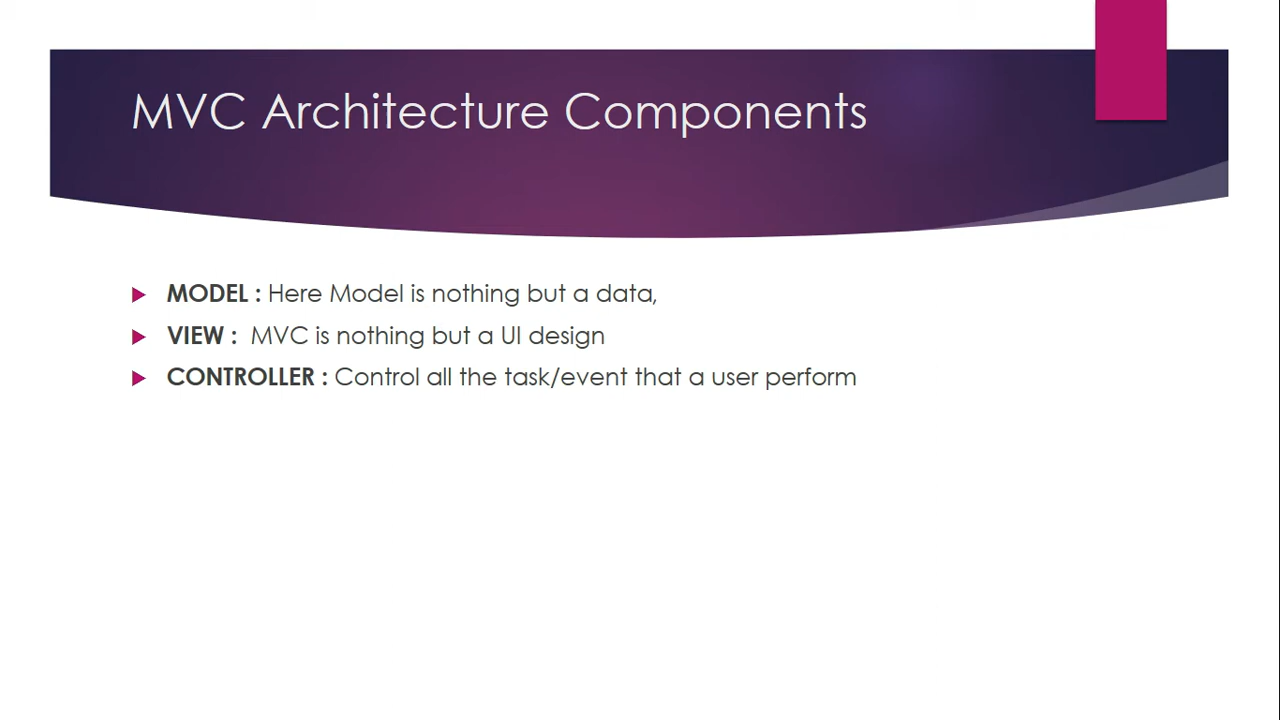 MVC Architecture Components
MODEL : Here Model is nothing but a data,
VIEW : MVC is nothing but a UI design
CONTROLLER : Control all the task/event that a user perform